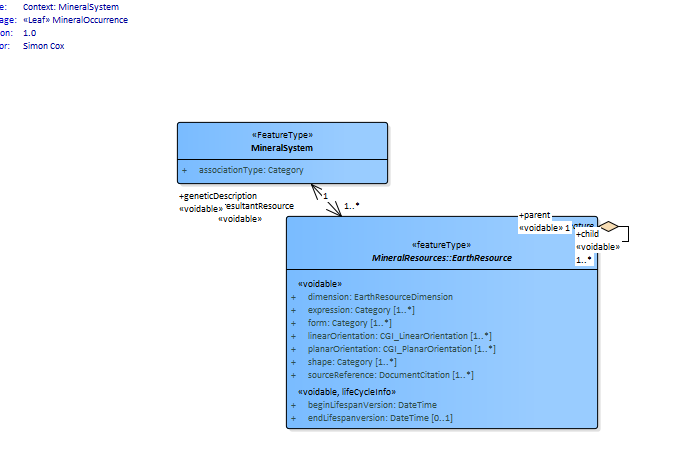 e: Context: MineralSystem
age: «Leaf» MineralOccurrence
on: 1.0
or: Simon Cox
«FeatureType»
MineralSystem
+ associationType: Category
+geneticDescription 1
«voidable» esultantResource 1..*
«voidable»
+parent
«voidable» 1
+child
«voidable»
1..*
«featureType»
MineralResources::EarthResource
«voidable»
+ dimension: EarthResourceDimension
+ expression: Category [1..*]
+ form: Category [1..*]
+ linearOrientation: CGI_LinearOrientation [1..*]
+ planarOrientation: CGI_PlanarOrientation [1..*]
+ shape: Category [1..*]
+ sourceReference: DocumentCitation [1..*]
«voidable, lifeCycleInfo»
+ beginLifespanVersion: DateTime
+ endLifespanversion: DateTime [0..1]